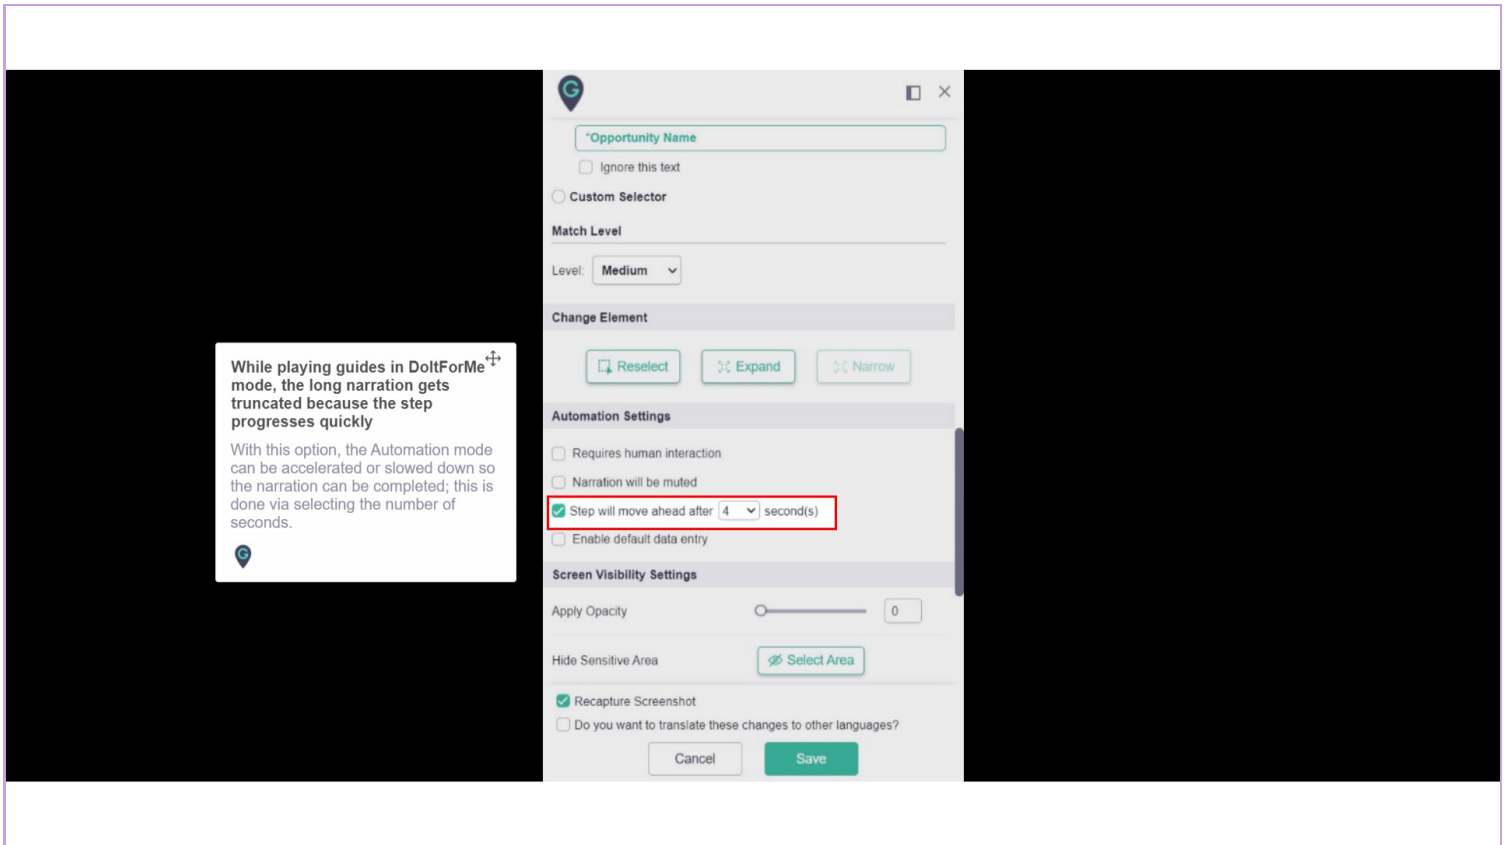 While playing guides in DoItForMe
mode, the long narration gets
truncated because the step
progresses quickly
With this option, the Automation mode
can be accelerated or slowed down so
the narration can be completed; this is
done via selecting the number of
seconds.
G
G
*Opportunity Name
Ignore this text
Custom Selector
Match Level
Level: Medium
Change Element
Reselect Expand Narrow
Automation Settings
Requires human interaction
Narration will be muted
Step will move ahead after 4 second(s)
Enable default data entry
Screen Visibility Settings
Apply Opacity 0
Hide Sensitive Area Select Area
Recapture Screenshot
Do you want to translate these changes to other languages?
Cancel Save